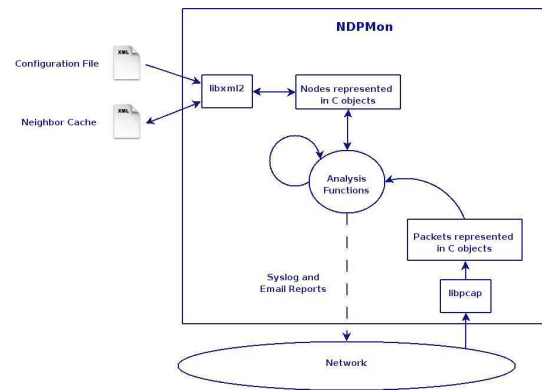 NDPMon
XML
Configuration File
libxml2
Nodes represented
in C objects
XML
Neighbor Cache
Analysis
Functions
Packets represented
in C objects
Syslog and
Email Reports
libpcap
Network